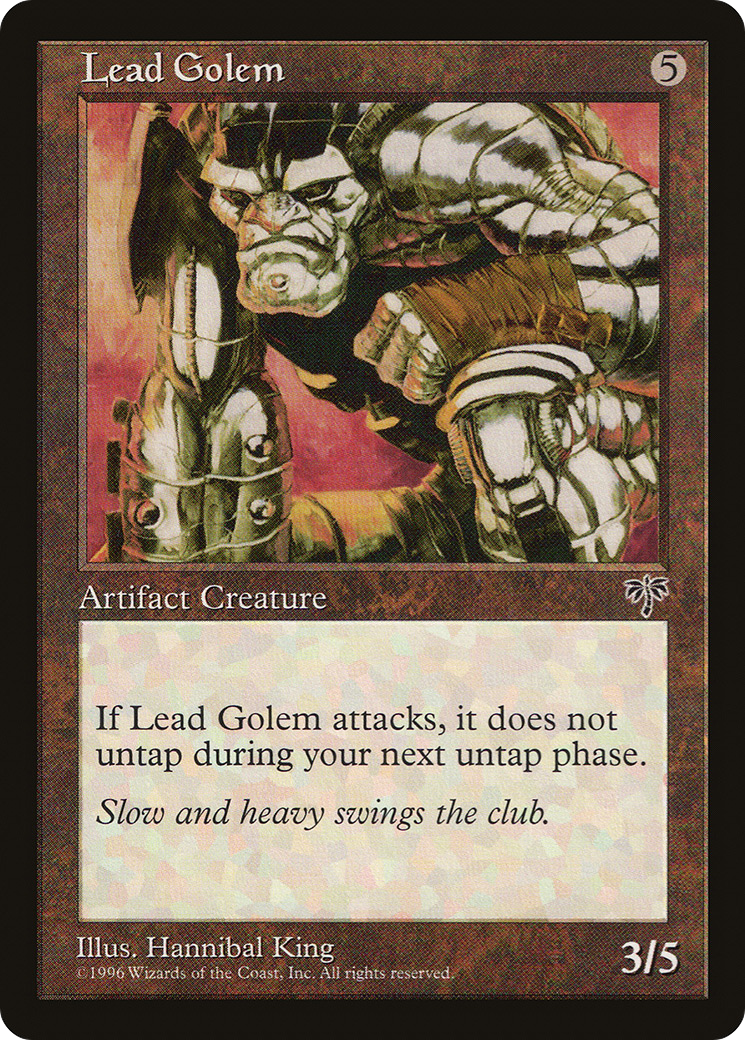 Lead Golem
5
Artifact Creature
If Lead Golem attacks, it does not
untap during your next untap phase.
Slow and heavy swings the club.
Illus. Hannibal King
3/5
©1996 Wizards of the Coast, Inc. All rights reserved.